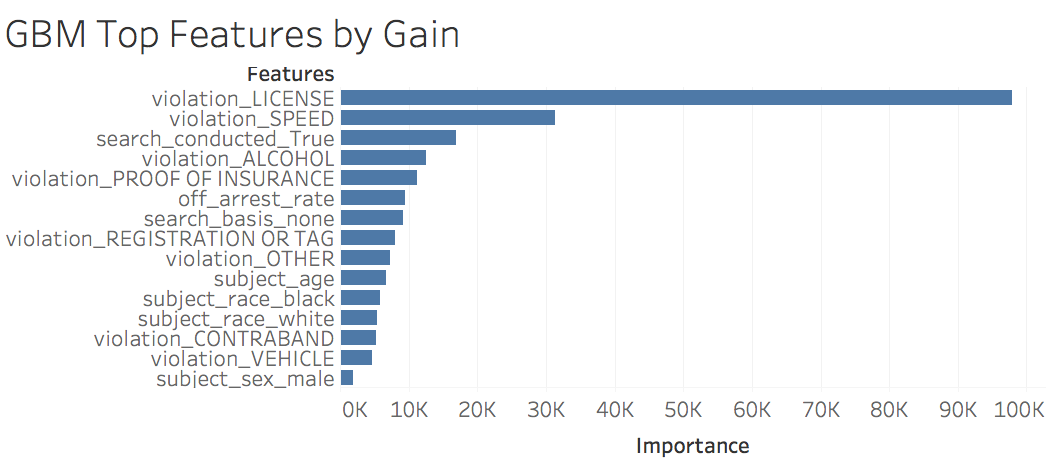 GBM Top Features by Gain
Features
violation_LICENSE
violation_SPEED
search_conducted_True
violation_ALCOHOL
violation_PROOF OF INSURANCE
off_arrest_rate
search_basis_none
violation_REGISTRATION OR TAG
violation_OTHER
subject_age
subject_race_black
subject_race_white
violation_CONTRABAND
violation_VEHICLE
subject_sex_male
0K 10K 20K 30K 40K 50K 60K 70K 80K 90K 100K
Importance